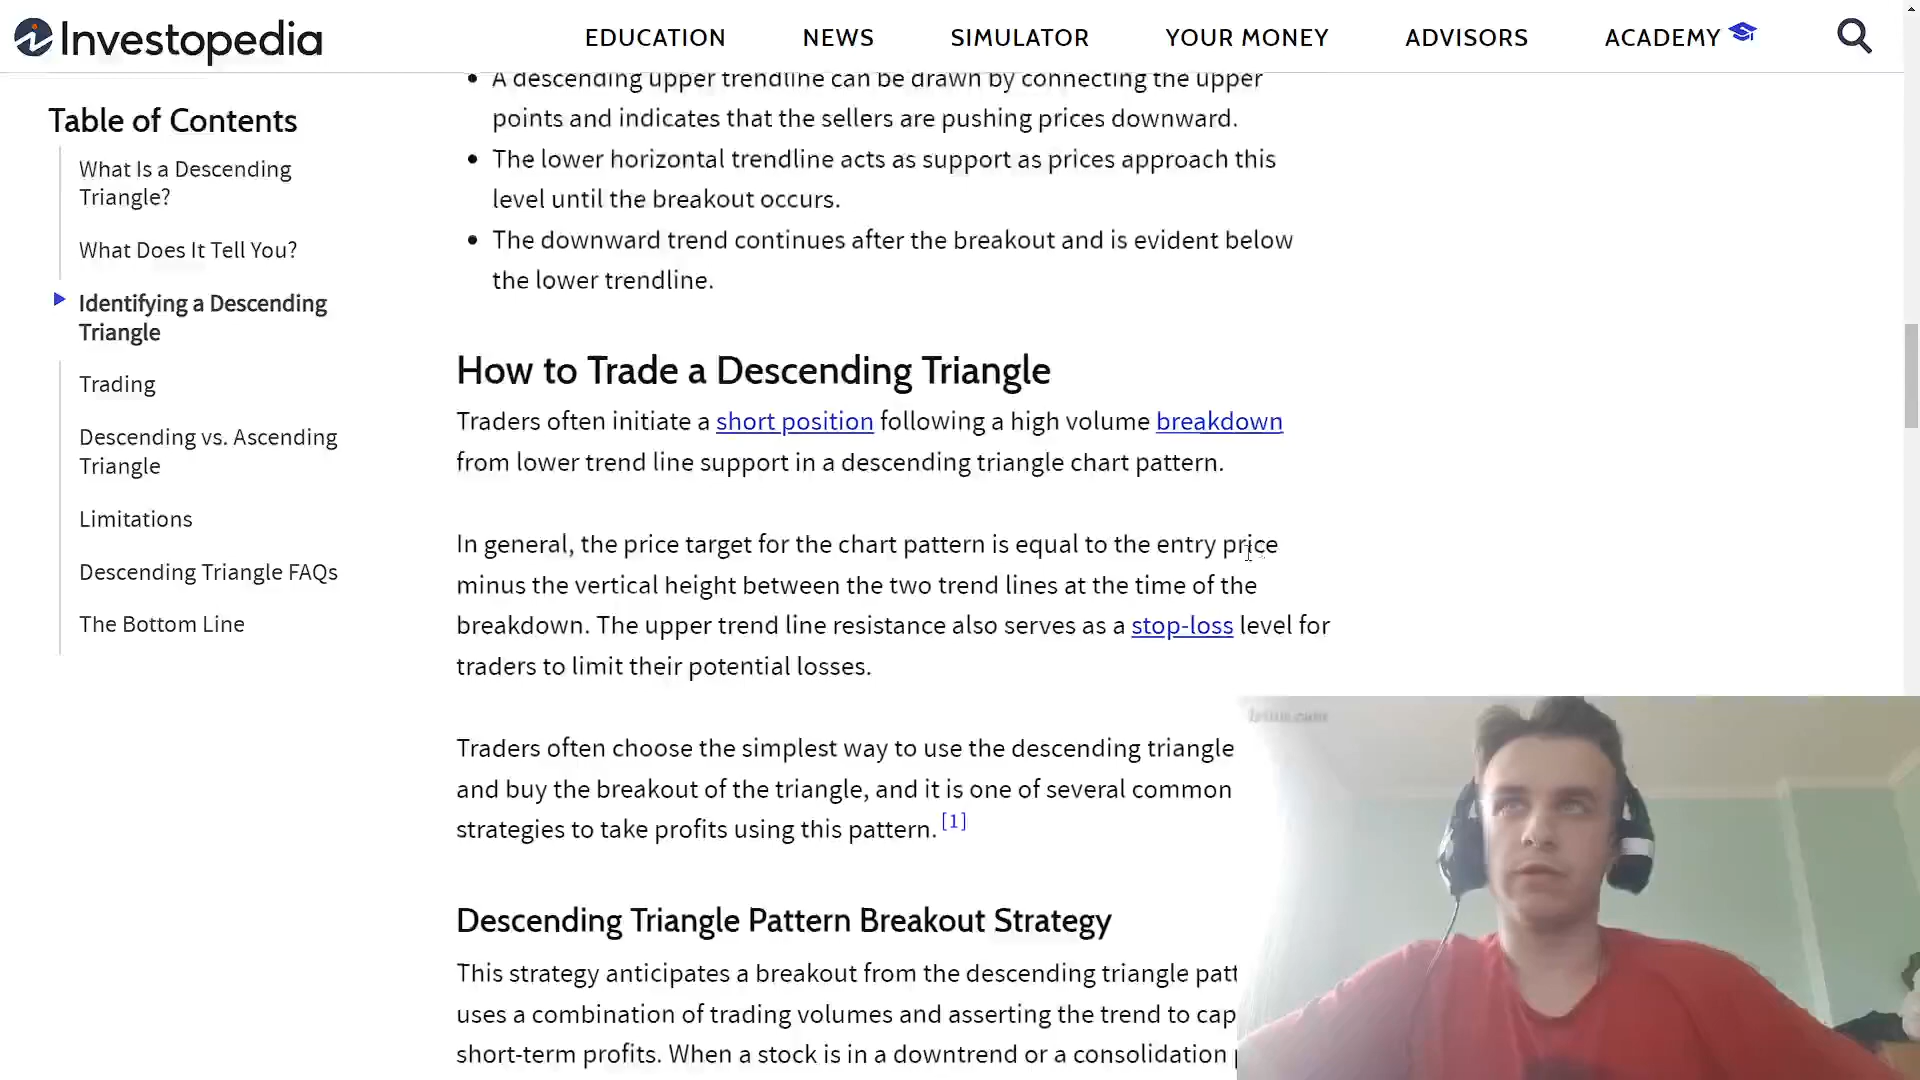 Investopedia
EDUCATION NEWS SIMULATOR YOUR MONEY ADVISORS ACADEMY
Table of Contents
What Is a Descending
Triangle?
What Does It Tell You?
Identifying a Descending
Triangle
Trading
Descending vs. Ascending
Triangle
Limitations
Descending Triangle FAQs
The Bottom Line
• A descending upper trendline can be drawn by connecting the upper
points and indicates that the sellers are pushing prices downward.
• The lower horizontal trendline acts as support as prices approach this
level until the breakout occurs.
• The downward trend continues after the breakout and is evident below
the lower trendline.
How to Trade a Descending Triangle
Traders often initiate a short position following a high volume breakdown
from lower trend line support in a descending triangle chart pattern.
In general, the price target for the chart pattern is equal to the entry price
minus the vertical height between the two trend lines at the time of the
breakdown. The upper trend line resistance also serves as a stop-loss level for
traders to limit their potential losses.
Traders often choose the simplest way to use the descending triangle
and buy the breakout of the triangle, and it is one of several common
strategies to take profits using this pattern. [1]
Descending Triangle Pattern Breakout Strategy
This strategy anticipates a breakout from the descending triangle patt
uses a combination of trading volumes and asserting the trend to cap
short-term profits. When a stock is in a downtrend or a consolidation